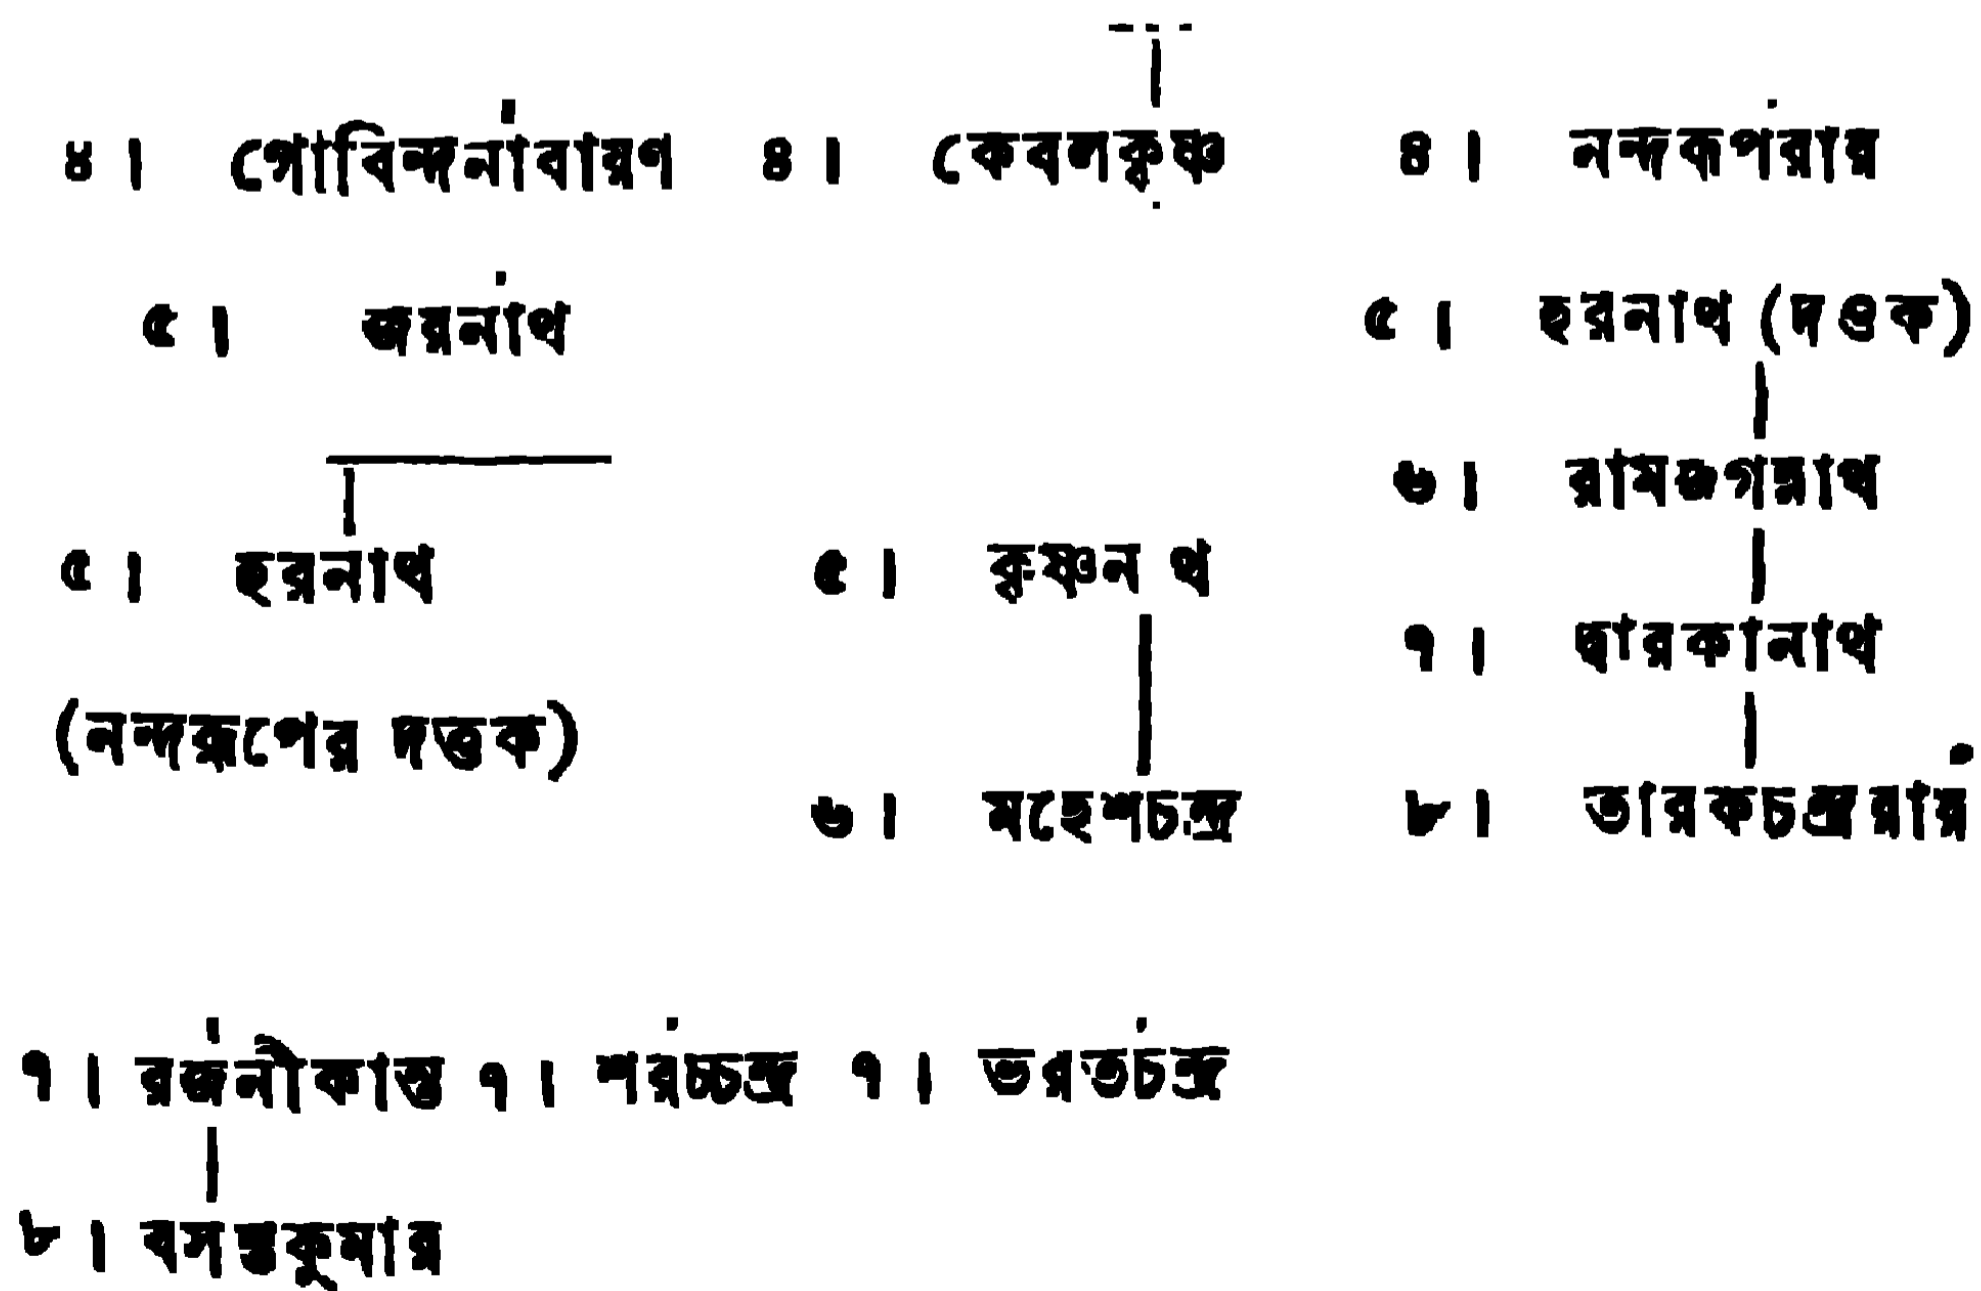 ৪। গোবিন্দনাবায়ণ ৪। কেবলকৃষ্ণ ৪। নন্দরূপরায়
৫। জয়নাথ ৫। হরনাথ (দত্তক)
৬। রামজগন্নাথ
৫। হরনাথ ৫। কৃষ্ণন থ
৭। দ্বারকানাথ
(নন্দরূপের দত্তক)
৬। মহেশচন্দ্র ৮। তারকচন্দ্ররায়
৭। রজনীকান্ত ৭। শরচ্চন্দ্র ৭। ভরতচন্দ্র
৮। বসন্তকুমার